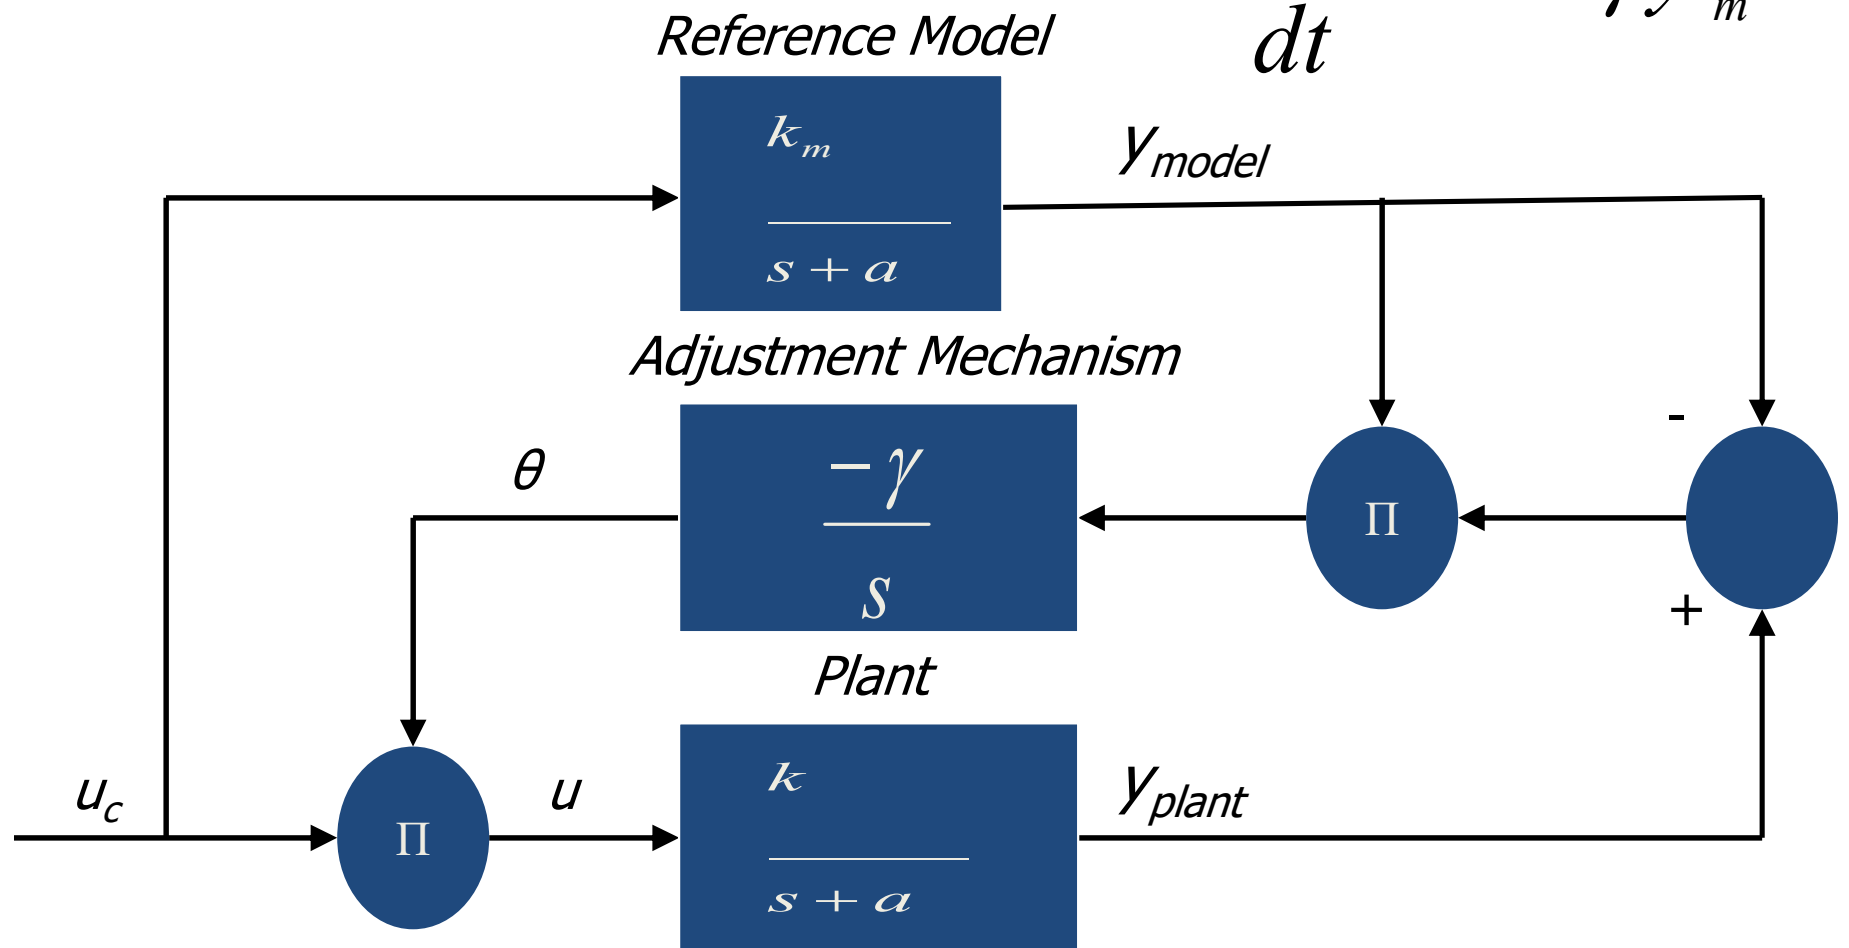 Reference Model
dt
m
k_m
s + a
y_model
Adjustment Mechanism
θ
− γ
s
Π
-
+
Plant
u_c
Π
u
k
s + a
y_plant